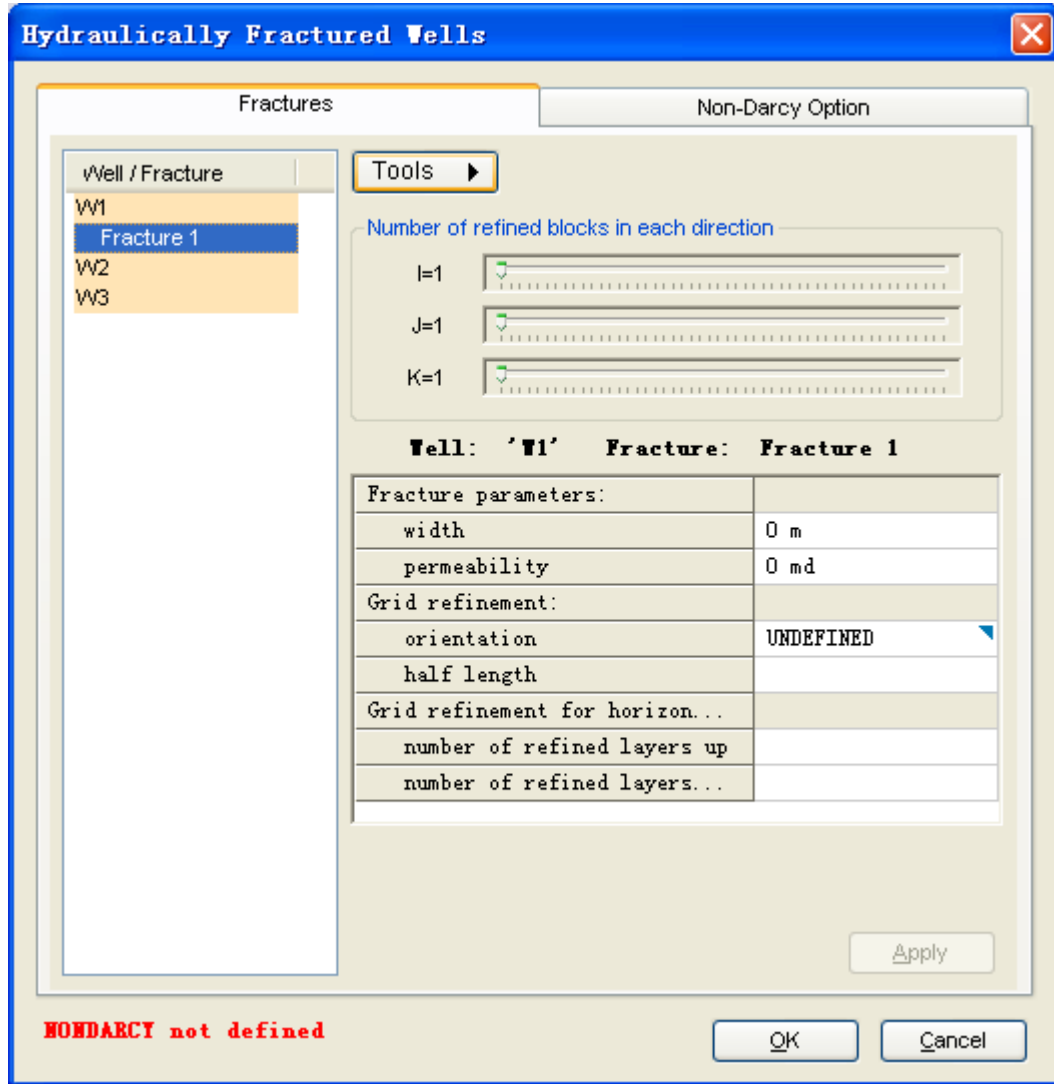 Hydraulically Fractured Wells
Fractures
Non-Darcy Option
Well / Fracture
W1
Fracture 1
W2
W3
Tools
Number of refined blocks in each direction
I=1
J=1
K=1
Well: 'W1' Fracture: Fracture 1
Fracture parameters:
width 0 m
permeability 0 md
Grid refinement:
orientation UNDEFINED
half length
Grid refinement for horizon...
number of refined layers up
number of refined layers...
Apply
NONDARCY not defined
OK
Cancel